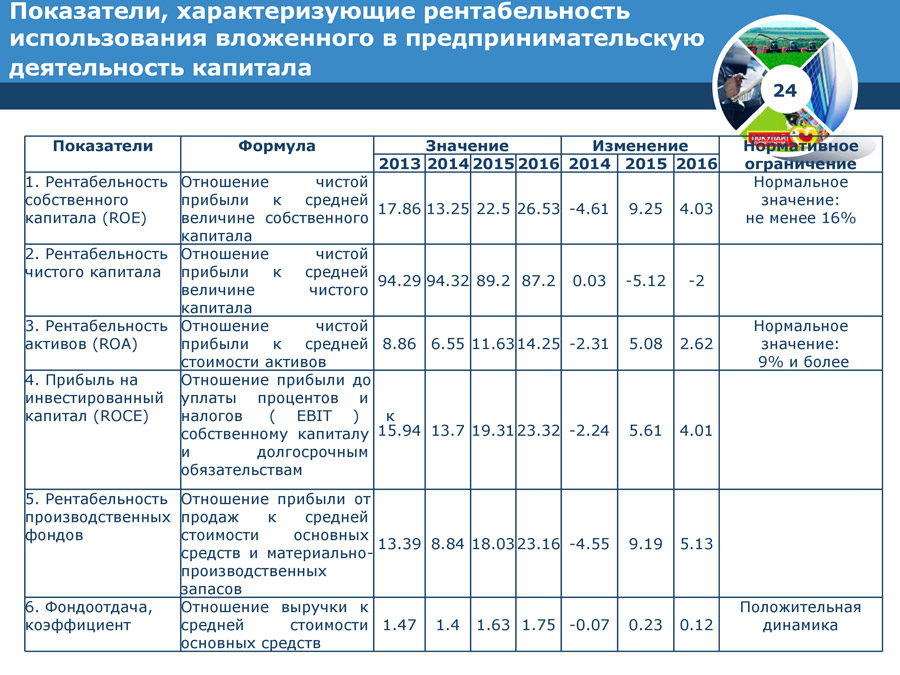 Показатели, характеризующие рентабельность
использования вложенного в предпринимательскую
деятельность капитала
24
ПОКУПАЙ
Показатели Формула Значение Изменение Нормативное
2013 2014 2015 2016 2014 2015 2016 ограничение
1. Рентабельность
собственного
капитала (ROE)
Отношение чистой
прибыли к средней
величине собственного
капитала
17.86 13.25 22.5 26.53 -4.61 9.25 4.03
Нормальное
значение:
не менее 16%
2. Рентабельность
чистого капитала
Отношение чистой
прибыли к средней
величине чистого
капитала
94.29 94.32 89.2 87.2 0.03 -5.12 -2
3. Рентабельность
активов (ROA)
Отношение чистой
прибыли к средней
стоимости активов
8.86 6.55 11.63 14.25 -2.31 5.08 2.62
Нормальное
значение:
9% и более
4. Прибыль на
инвестированный
капитал (ROCE)
Отношение прибыли до
уплаты процентов и
налогов ( EBIT ) к
собственному капиталу
и долгосрочным
обязательствам
15.94 13.7 19.31 23.32 -2.24 5.61 4.01
5. Рентабельность
производственных
фондов
Отношение прибыли от
продаж к средней
стоимости основных
средств и материально-
производственных
запасов
13.39 8.84 18.03 23.16 -4.55 9.19 5.13
6. Фондоотдача,
коэффициент
Отношение выручки к
средней стоимости
основных средств
1.47 1.4 1.63 1.75 -0.07 0.23 0.12
Положительная
динамика